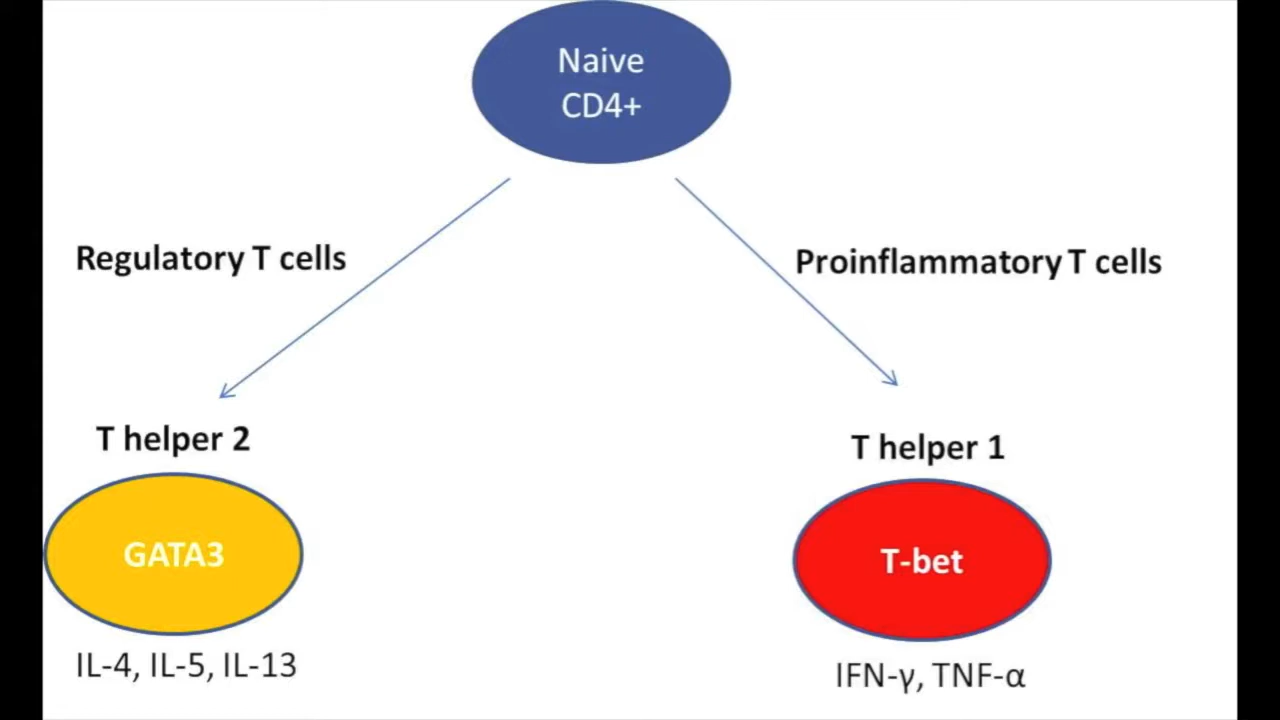 Naive
CD4+
Regulatory T cells
Proinflammatory T cells
T helper 2
T helper 1
GATA3
T-bet
IL-4, IL-5, IL-13
IFN-γ, TNF-α